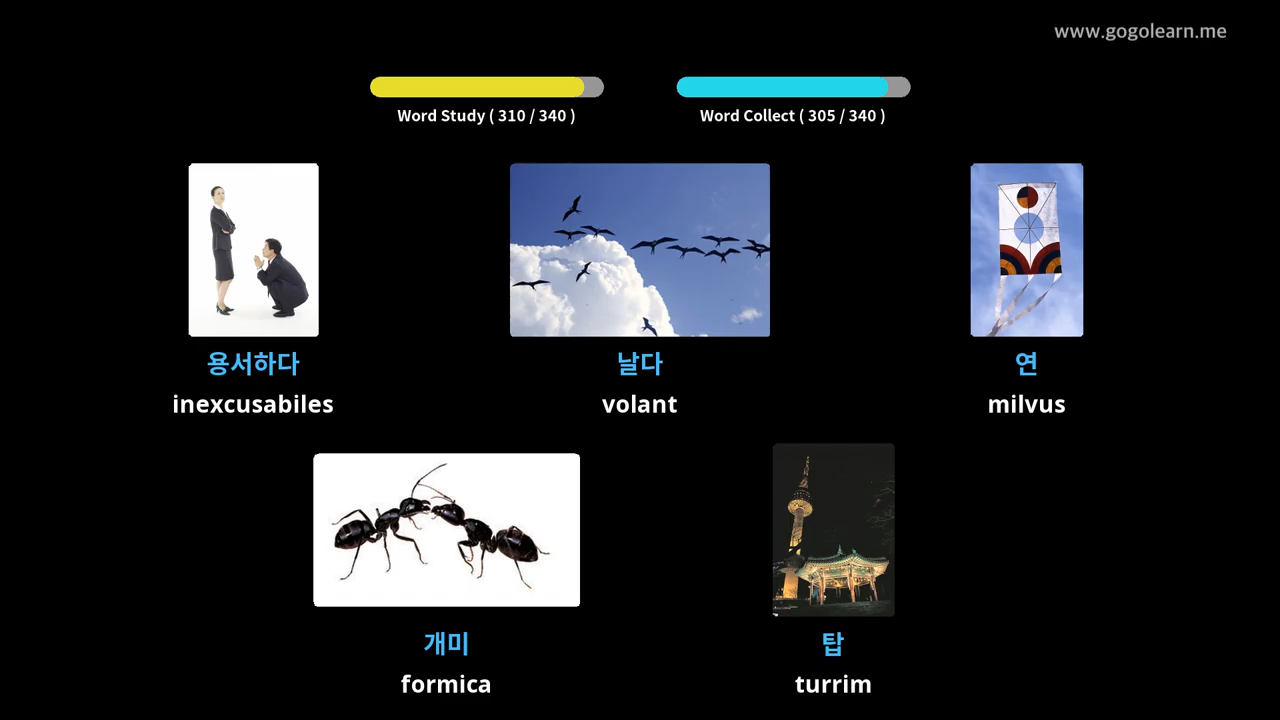 www.gogolearn.me
Word Study ( 310 / 340 )
Word Collect ( 305 / 340 )
용서하다
inexcusabiles
날다
volant
연
milvus
개미
formica
탑
turrim